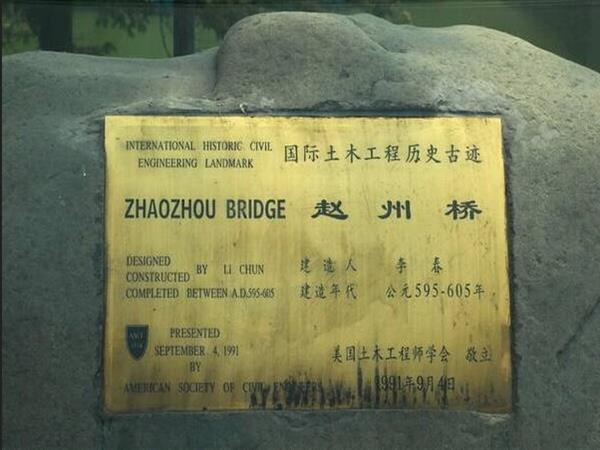 INTERNATIONAL HISTORIC CIVIL
ENGINEERING LANDMARK
国际土木工程历史古迹
ZHAOZHOU BRIDGE 赵州桥
DESIGNED
CONSTRUCTED BY LI CHUN
COMPLETED BETWEEN A.D.595-605
建造人 李春
建造年代 公元595-605年
PRESENTED
SEPTEMBER 4, 1991
BY
AMERICAN SOCIETY OF CIVIL ENGINEERS
美国土木工程师学会 敬立
1991年9月4日